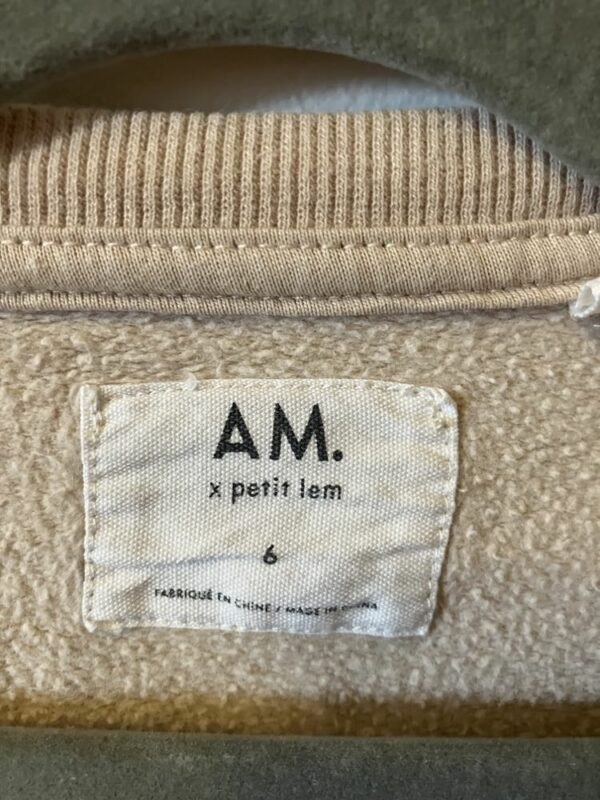 AM.
x petit lem
6
FABRIQUÉ EN CHINE / MADE IN CHINA